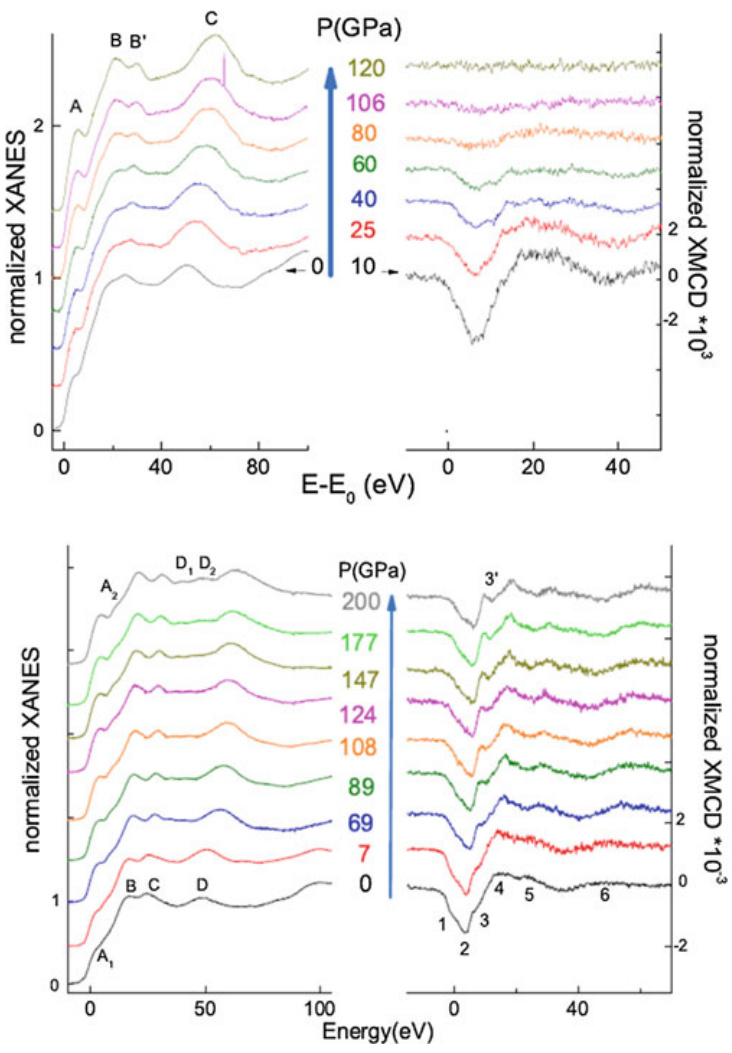 P(GPa)
A
B B'
C
120
106
80
60
40
25
0
10
2
1
0
normalized XANES
2
0
-2
normalized XMCD *10³
0 40 80
0 20 40
E-E₀ (eV)
P(GPa)
A₂
D₁ D₂
3'
200
177
147
124
108
89
69
7
0
B
C
D
A₁
1
2
3
4
5
6
1
0
normalized XANES
2
0
-2
normalized XMCD *10⁻³
0 50 100
0 40
Energy(eV)